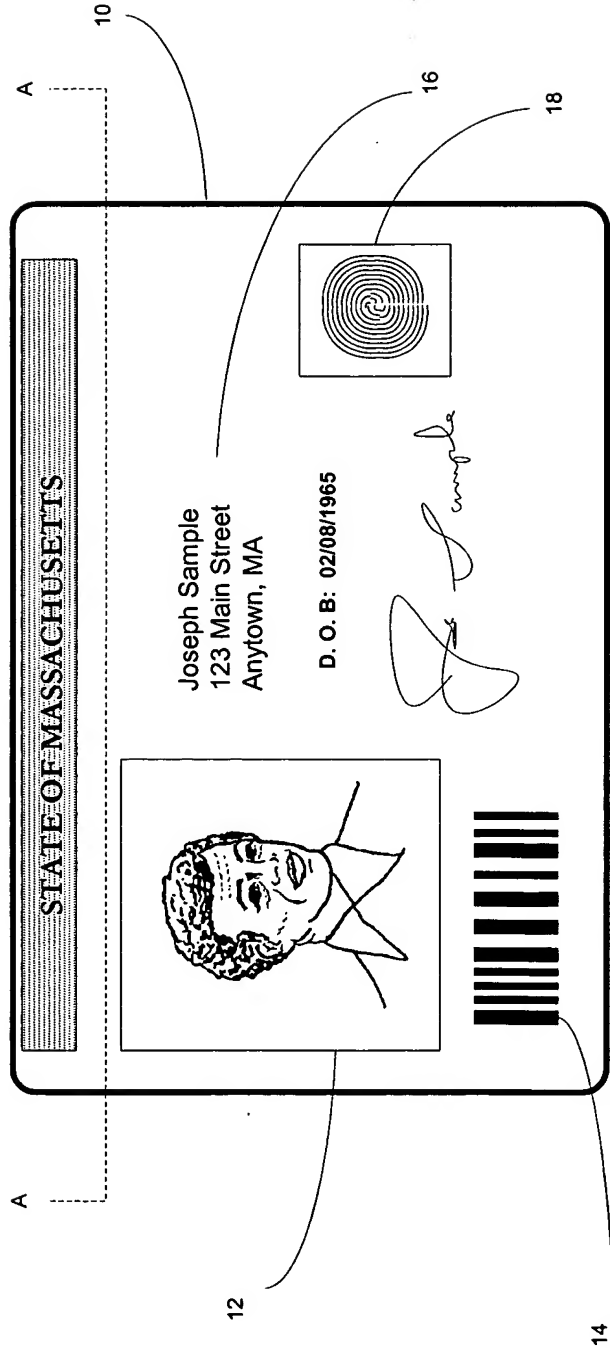 A
A
10
STATE OF MASSACHUSETTS
Joseph Sample
123 Main Street
Anytown, MA
16
D. O. B: 02/08/1965
18
12
14